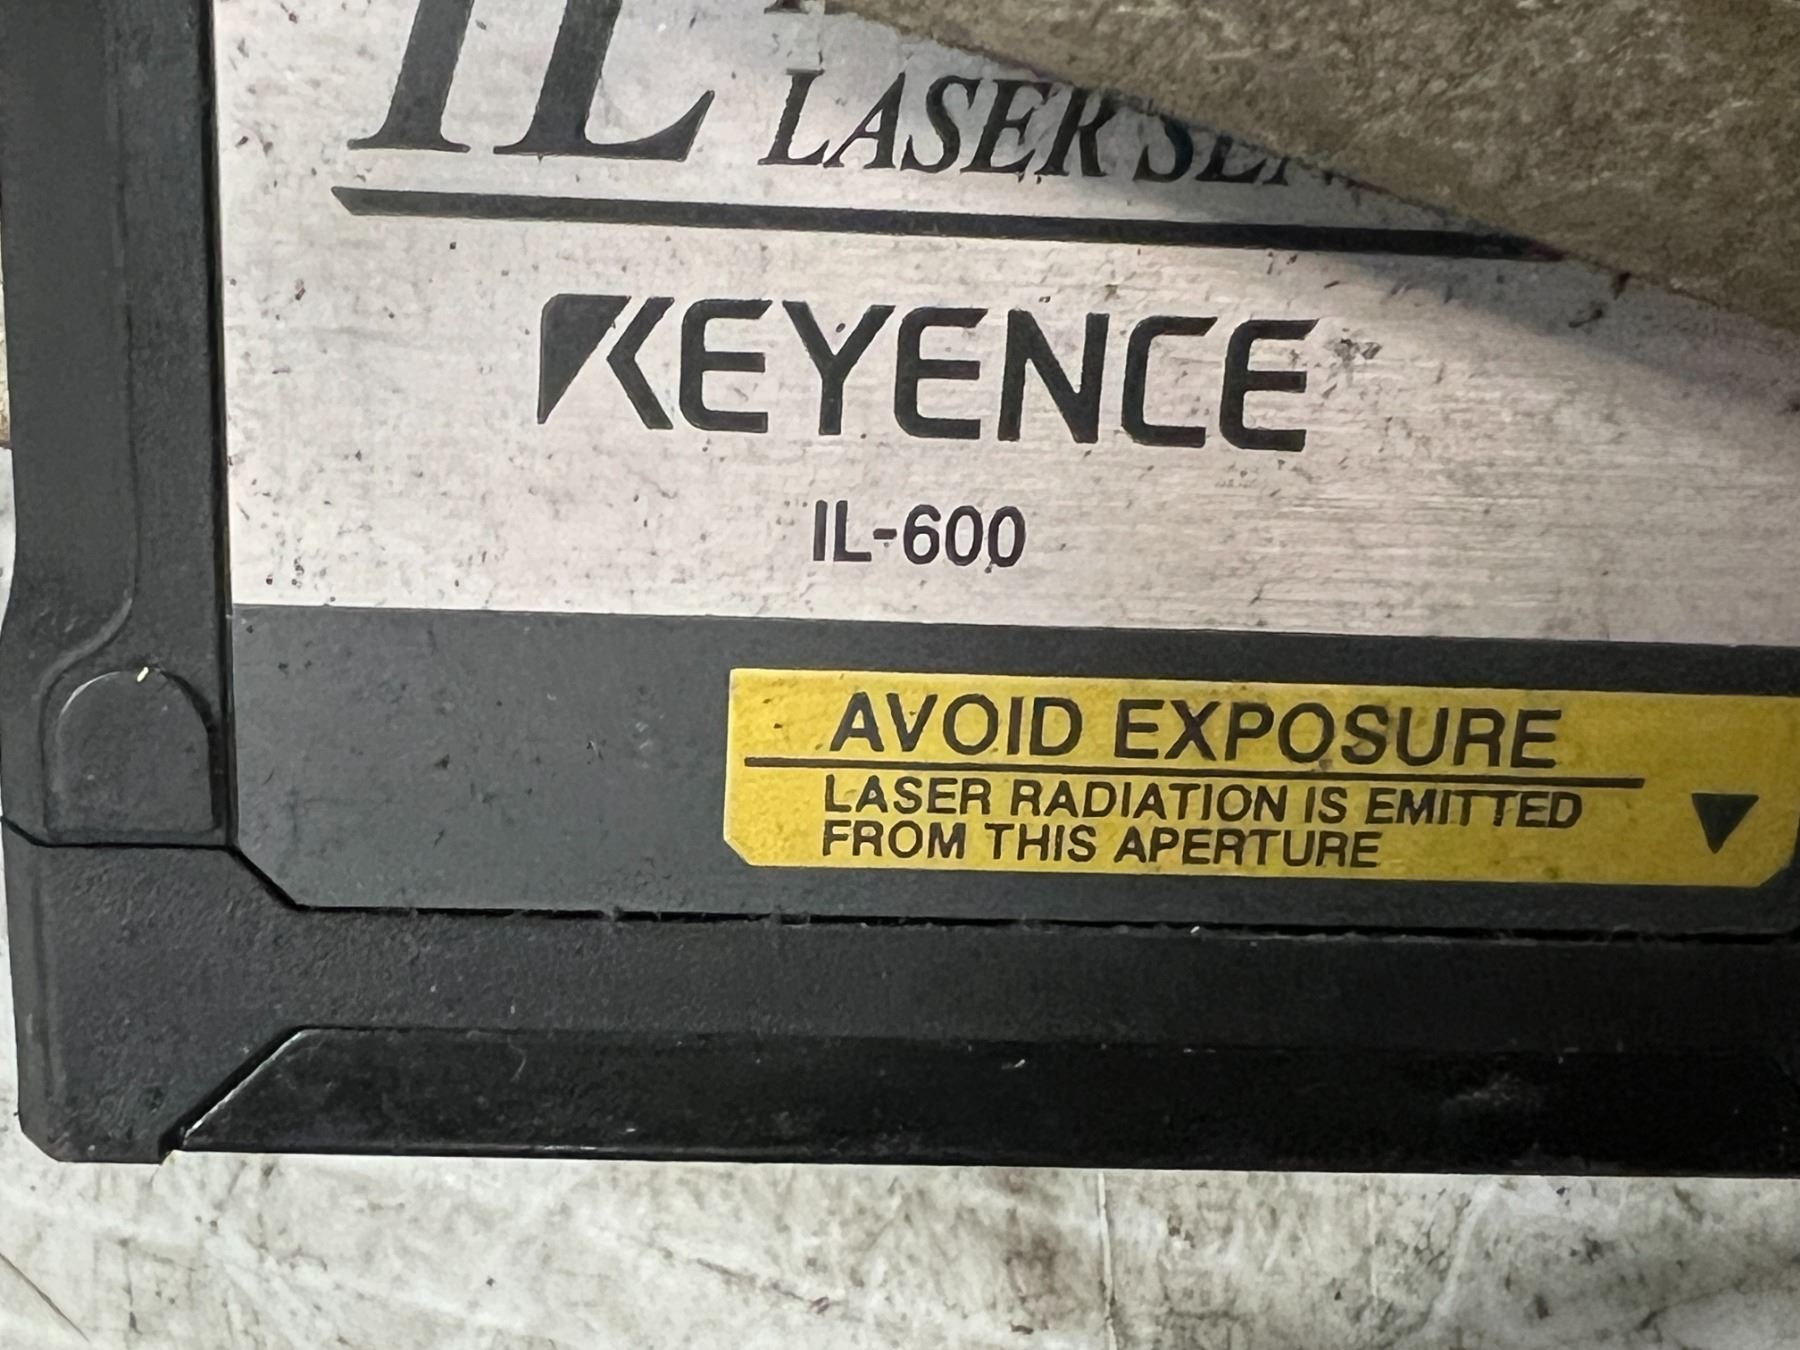 IL
LASER
KEYENCE
IL-600
AVOID EXPOSURE
LASER RADIATION IS EMITTED
FROM THIS APERTURE